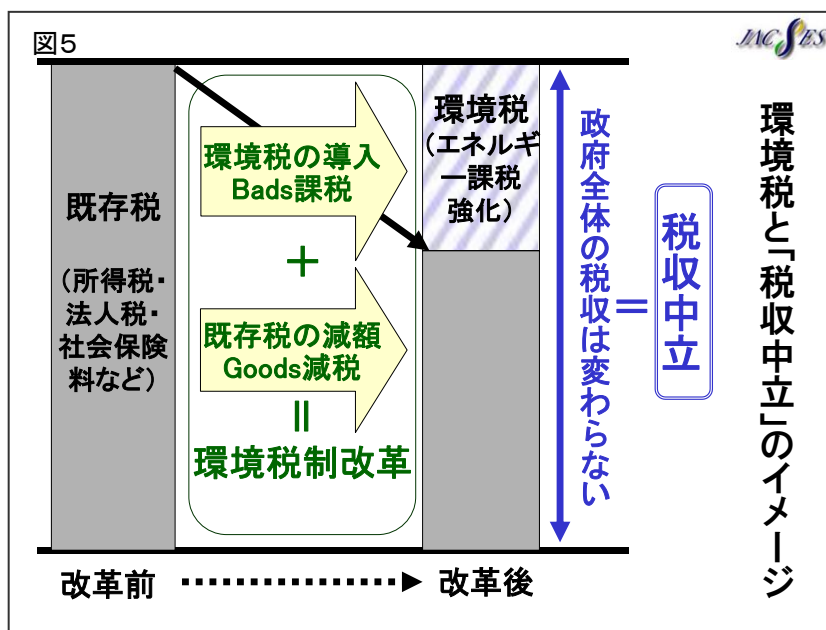 図5
JACSES
環境税と「税収中立」のイメージ
既存税
(所得税・
法人税・
社会保険
料など)
環境税の導入
Bads課税
＋
既存税の減額
Goods減税
＝
環境税制改革
環境税
(エネルギ
ー課税
強化)
政府全体の税収は変わらない
＝
税収中立
改革前
改革後